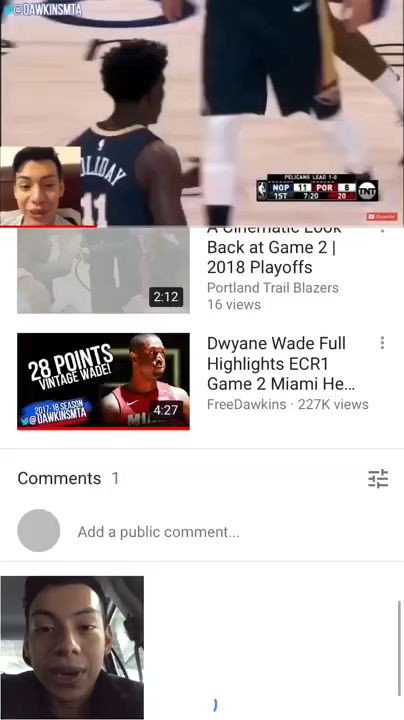 @DAWKINSMTA
HOLIDAY
11
PELICANS LEAD 1-0
NOP 11 POR 8
1ST 7:20 20
TNT
Subscribe
A Cinematic Look
Back at Game 2 |
2018 Playoffs
Portland Trail Blazers
16 views
2:12
Dwyane Wade Full
Highlights ECR1
Game 2 Miami He...
FreeDawkins · 227K views
28 POINTS
VINTAGE WADE!
2017-18 SEASON
@DAWKINSMTA
4:27
Comments 1
Add a public comment...